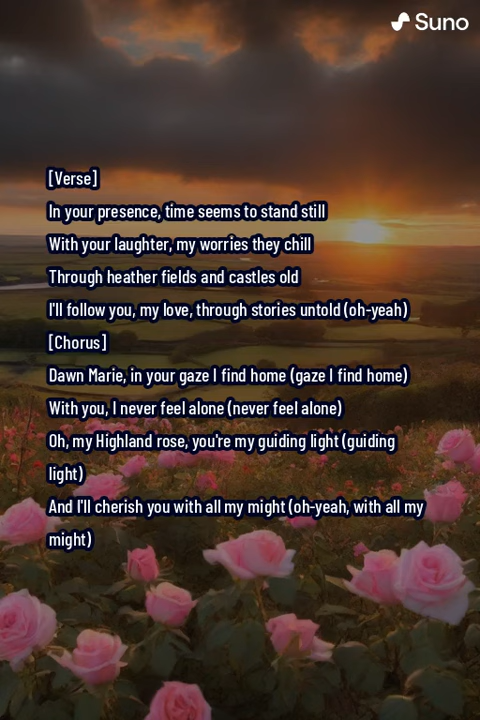 Suno
[Verse]
In your presence, time seems to stand still
With your laughter, my worries they chill
Through heather fields and castles old
I'll follow you, my love, through stories untold (oh-yeah)
[Chorus]
Dawn Marie, in your gaze I find home (gaze I find home)
With you, I never feel alone (never feel alone)
Oh, my Highland rose, you're my guiding light (guiding
light)
And I'll cherish you with all my might (oh-yeah, with all my
might)